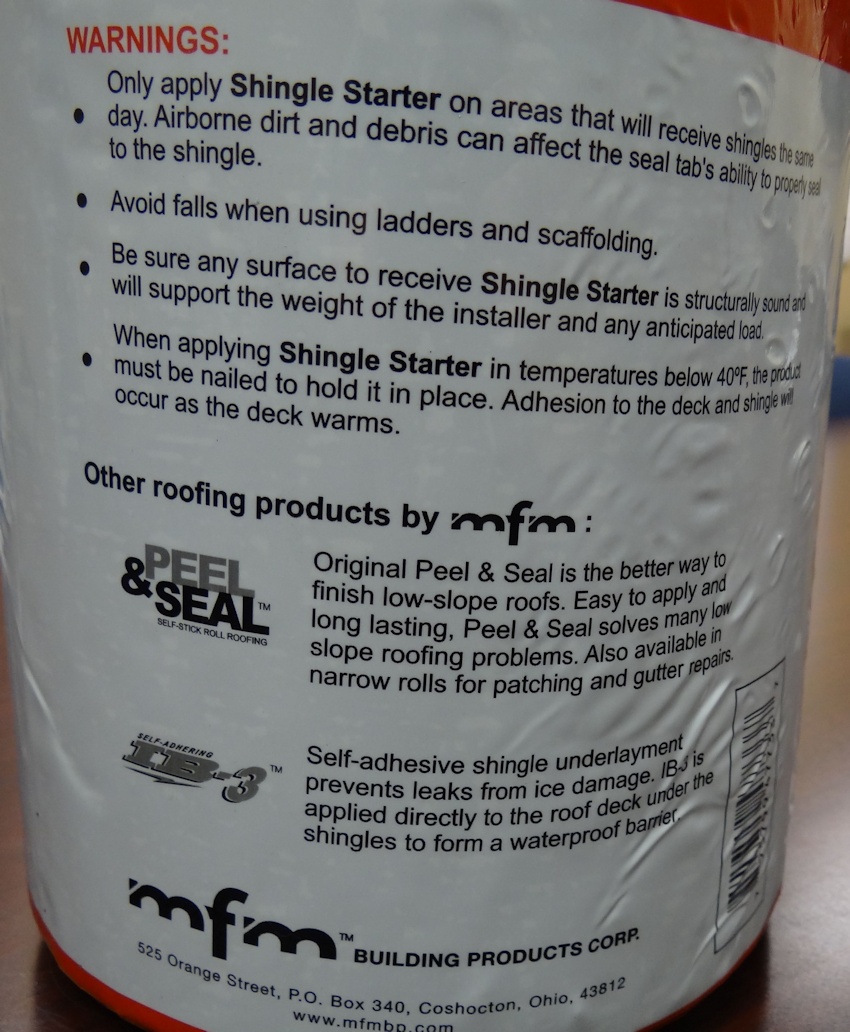 WARNINGS:
Only apply Shingle Starter on areas that will receive shingles the same
• day. Airborne dirt and debris can affect the seal tab's ability to properly seal
to the shingle.
• Avoid falls when using ladders and scaffolding.
• Be sure any surface to receive Shingle Starter is structurally sound and
will support the weight of the installer and any anticipated load.
When applying Shingle Starter in temperatures below 40ºF, the product
• must be nailed to hold it in place. Adhesion to the deck and shingle will
occur as the deck warms.
Other roofing products by mfm:
PEEL
&SEAL™
SELF-STICK ROLL ROOFING
Original Peel & Seal is the better way to
finish low-slope roofs. Easy to apply and
long lasting, Peel & Seal solves many low
slope roofing problems. Also available in
narrow rolls for patching and gutter repairs.
SELF-ADHERING
IB-3™
Self-adhesive shingle underlayment
prevents leaks from ice damage. IB-3 is
applied directly to the roof deck under the
shingles to form a waterproof barrier.
mfm™ BUILDING PRODUCTS CORP.
525 Orange Street, P.O. Box 340, Coshocton, Ohio, 43812
www.mfmbp.com